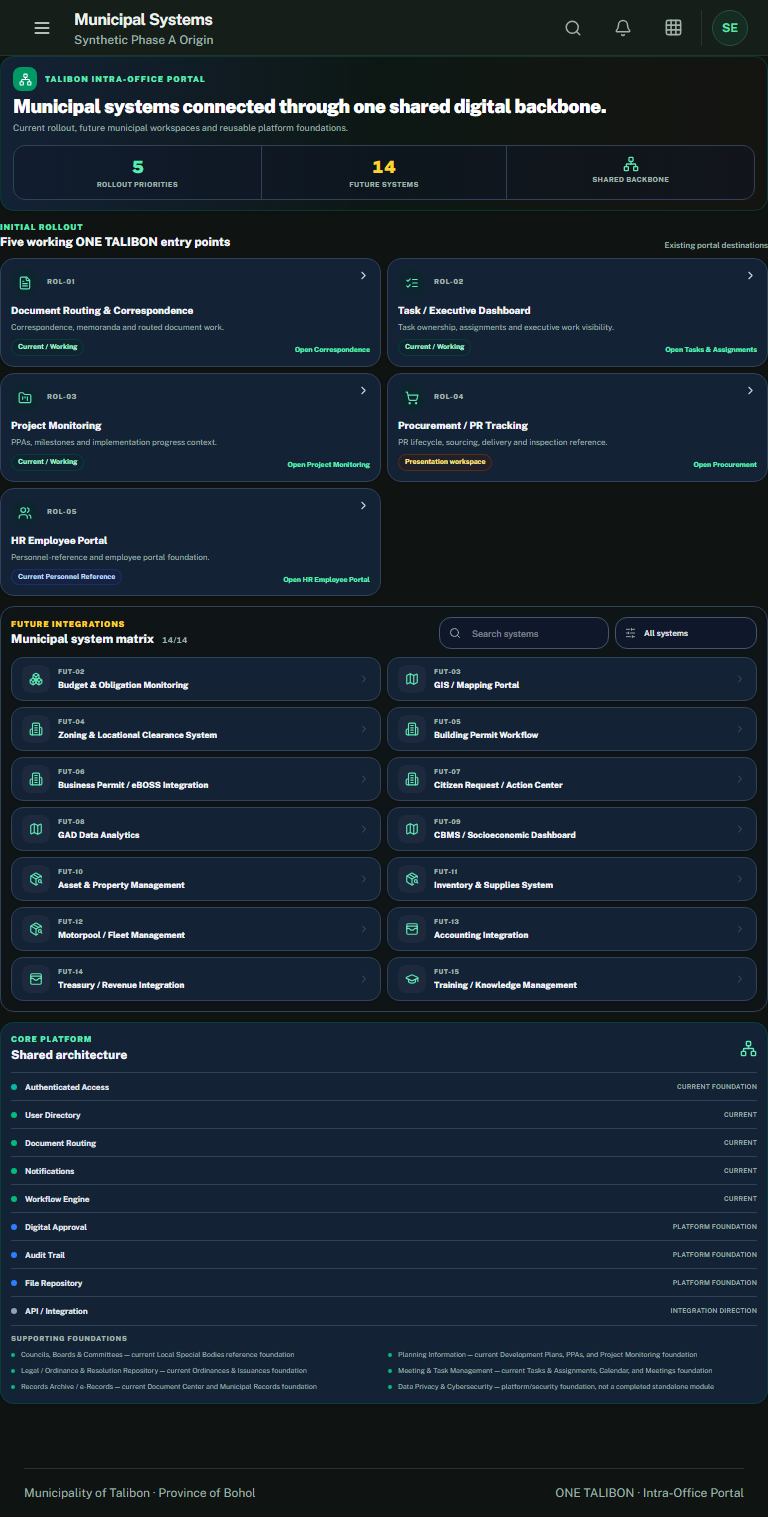 Municipal Systems
Synthetic Phase A Origin
SE
TALIBON INTRA-OFFICE PORTAL
Municipal systems connected through one shared digital backbone.
Current rollout, future municipal workspaces and reusable platform foundations.
5
ROLLOUT PRIORITIES
14
FUTURE SYSTEMS
SHARED BACKBONE
INITIAL ROLLOUT
Five working ONE TALIBON entry points
Existing portal destinations
ROL-01
Document Routing & Correspondence
Correspondence, memoranda and routed document work.
Current / Working
Open Correspondence
ROL-02
Task / Executive Dashboard
Task ownership, assignments and executive work visibility.
Current / Working
Open Tasks & Assignments
ROL-03
Project Monitoring
PPAs, milestones and implementation progress context.
Current / Working
Open Project Monitoring
ROL-04
Procurement / PR Tracking
PR lifecycle, sourcing, delivery and inspection reference.
Presentation workspace
Open Procurement
ROL-05
HR Employee Portal
Personnel-reference and employee portal foundation.
Current Personnel Reference
Open HR Employee Portal
FUTURE INTEGRATIONS
Municipal system matrix 14/14
Search systems
All systems
FUT-02
Budget & Obligation Monitoring
FUT-03
GIS / Mapping Portal
FUT-04
Zoning & Locational Clearance System
FUT-05
Building Permit Workflow
FUT-06
Business Permit / eBOSS Integration
FUT-07
Citizen Request / Action Center
FUT-08
GAD Data Analytics
FUT-09
CBMS / Socioeconomic Dashboard
FUT-10
Asset & Property Management
FUT-11
Inventory & Supplies System
FUT-12
Motorpool / Fleet Management
FUT-13
Accounting Integration
FUT-14
Treasury / Revenue Integration
FUT-15
Training / Knowledge Management
CORE PLATFORM
Shared architecture
Authenticated Access CURRENT FOUNDATION
User Directory CURRENT
Document Routing CURRENT
Notifications CURRENT
Workflow Engine CURRENT
Digital Approval PLATFORM FOUNDATION
Audit Trail PLATFORM FOUNDATION
File Repository PLATFORM FOUNDATION
API / Integration INTEGRATION DIRECTION
SUPPORTING FOUNDATIONS
Councils, Boards & Committees — current Local Special Bodies reference foundation
Planning Information — current Development Plans, PPAs, and Project Monitoring foundation
Legal / Ordinance & Resolution Repository — current Ordinances & Issuances foundation
Meeting & Task Management — current Tasks & Assignments, Calendar, and Meetings foundation
Records Archive / e-Records — current Document Center and Municipal Records foundation
Data Privacy & Cybersecurity — platform/security foundation, not a completed standalone module
Municipality of Talibon · Province of Bohol
ONE TALIBON · Intra-Office Portal